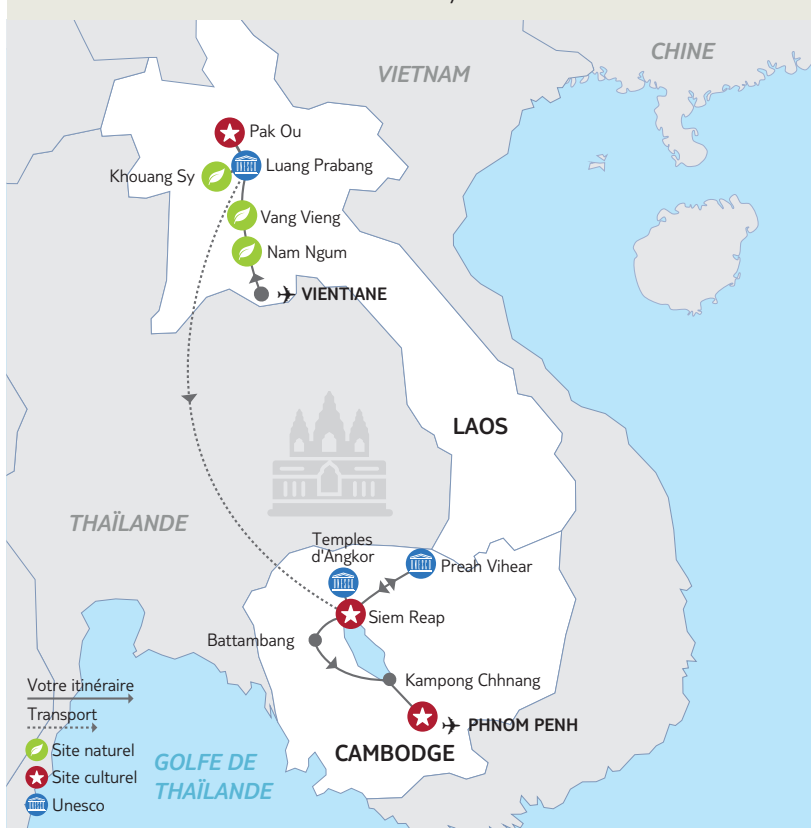 CHINE
VIETNAM
Pak Ou
Luang Prabang
Khouang Sy
Vang Vieng
Nam Ngum
VIENTIANE
LAOS
THAÏLANDE
Temples
d'Angkor
Preah Vihear
Siem Reap
Battambang
Kampong Chhnang
PHNOM PENH
CAMBODGE
GOLFE DE
THAÏLANDE
Votre itinéraire
Transport
Site naturel
Site culturel
Unesco